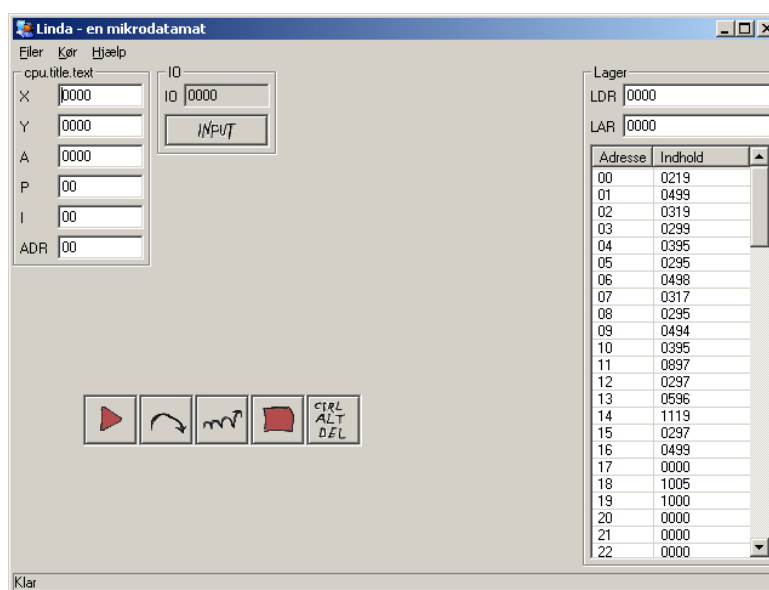 Linda - en mikrodatamat
Filer Kør Hjælp
cpu.title.text
X 0000
Y 0000
A 0000
P 00
I 00
ADR 00
IO
IO 0000
INPUT
CTRL
ALT
DEL
Lager
LDR 0000
LAR 0000
Adresse Indhold
00 0219
01 0499
02 0319
03 0299
04 0395
05 0295
06 0498
07 0317
08 0295
09 0494
10 0395
11 0897
12 0297
13 0596
14 1119
15 0297
16 0499
17 0000
18 1005
19 1000
20 0000
21 0000
22 0000
Klar